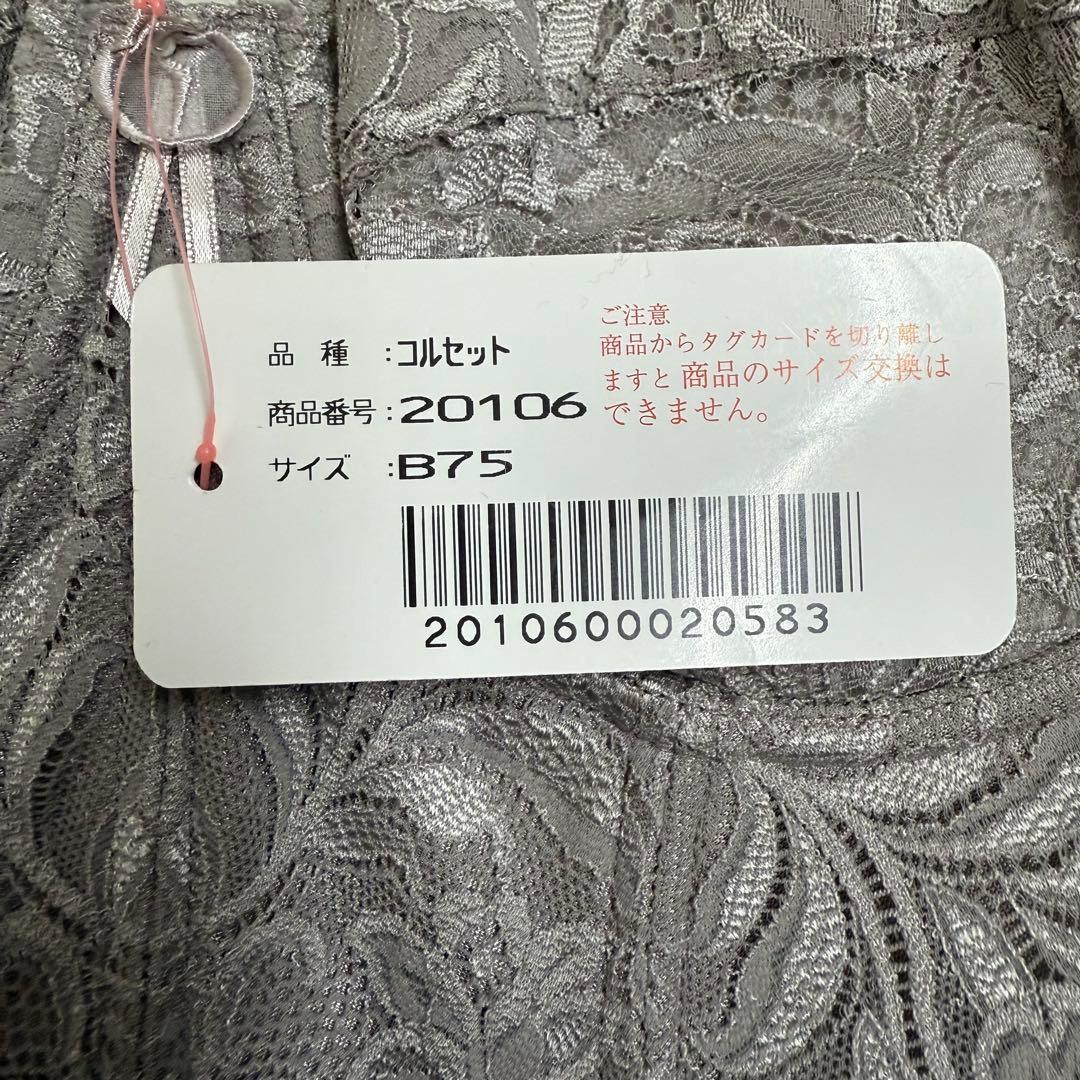 品 種 :コルセット
商品番号:20106
サイズ :B75
ご注意
商品からタグカードを切り離し
ますと 商品のサイズ交換は
できません。
2010600020583